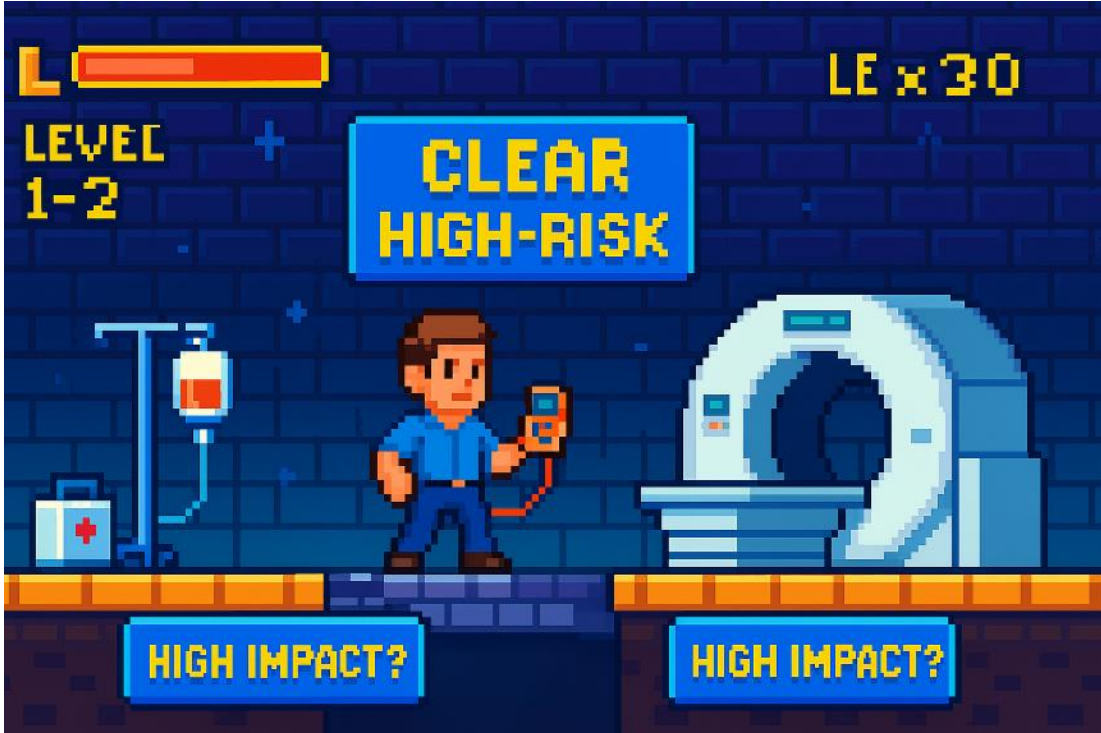 L
LE x 30
LEVEL
1-2
CLEAR
HIGH-RISK
HIGH IMPACT?
HIGH IMPACT?